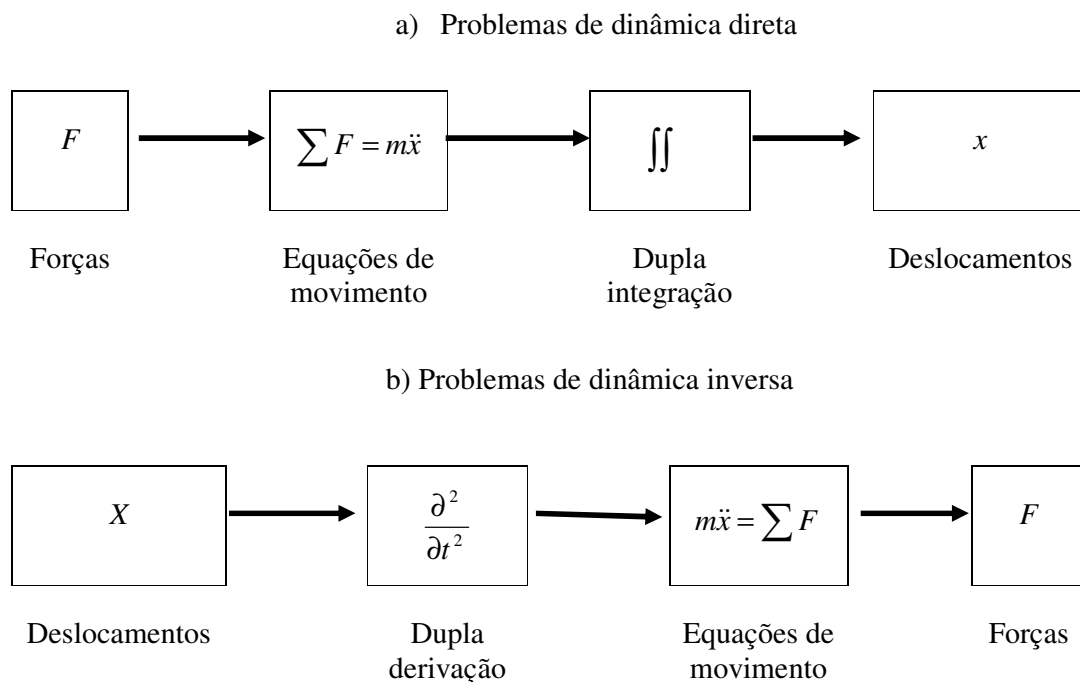 a) Problemas de dinâmica direta
F
∑ F = mẍ
∬
x
Forças
Equações de
movimento
Dupla
integração
Deslocamentos
b) Problemas de dinâmica inversa
X
∂²
∂t²
mẍ = ∑ F
F
Deslocamentos
Dupla
derivação
Equações de
movimento
Forças